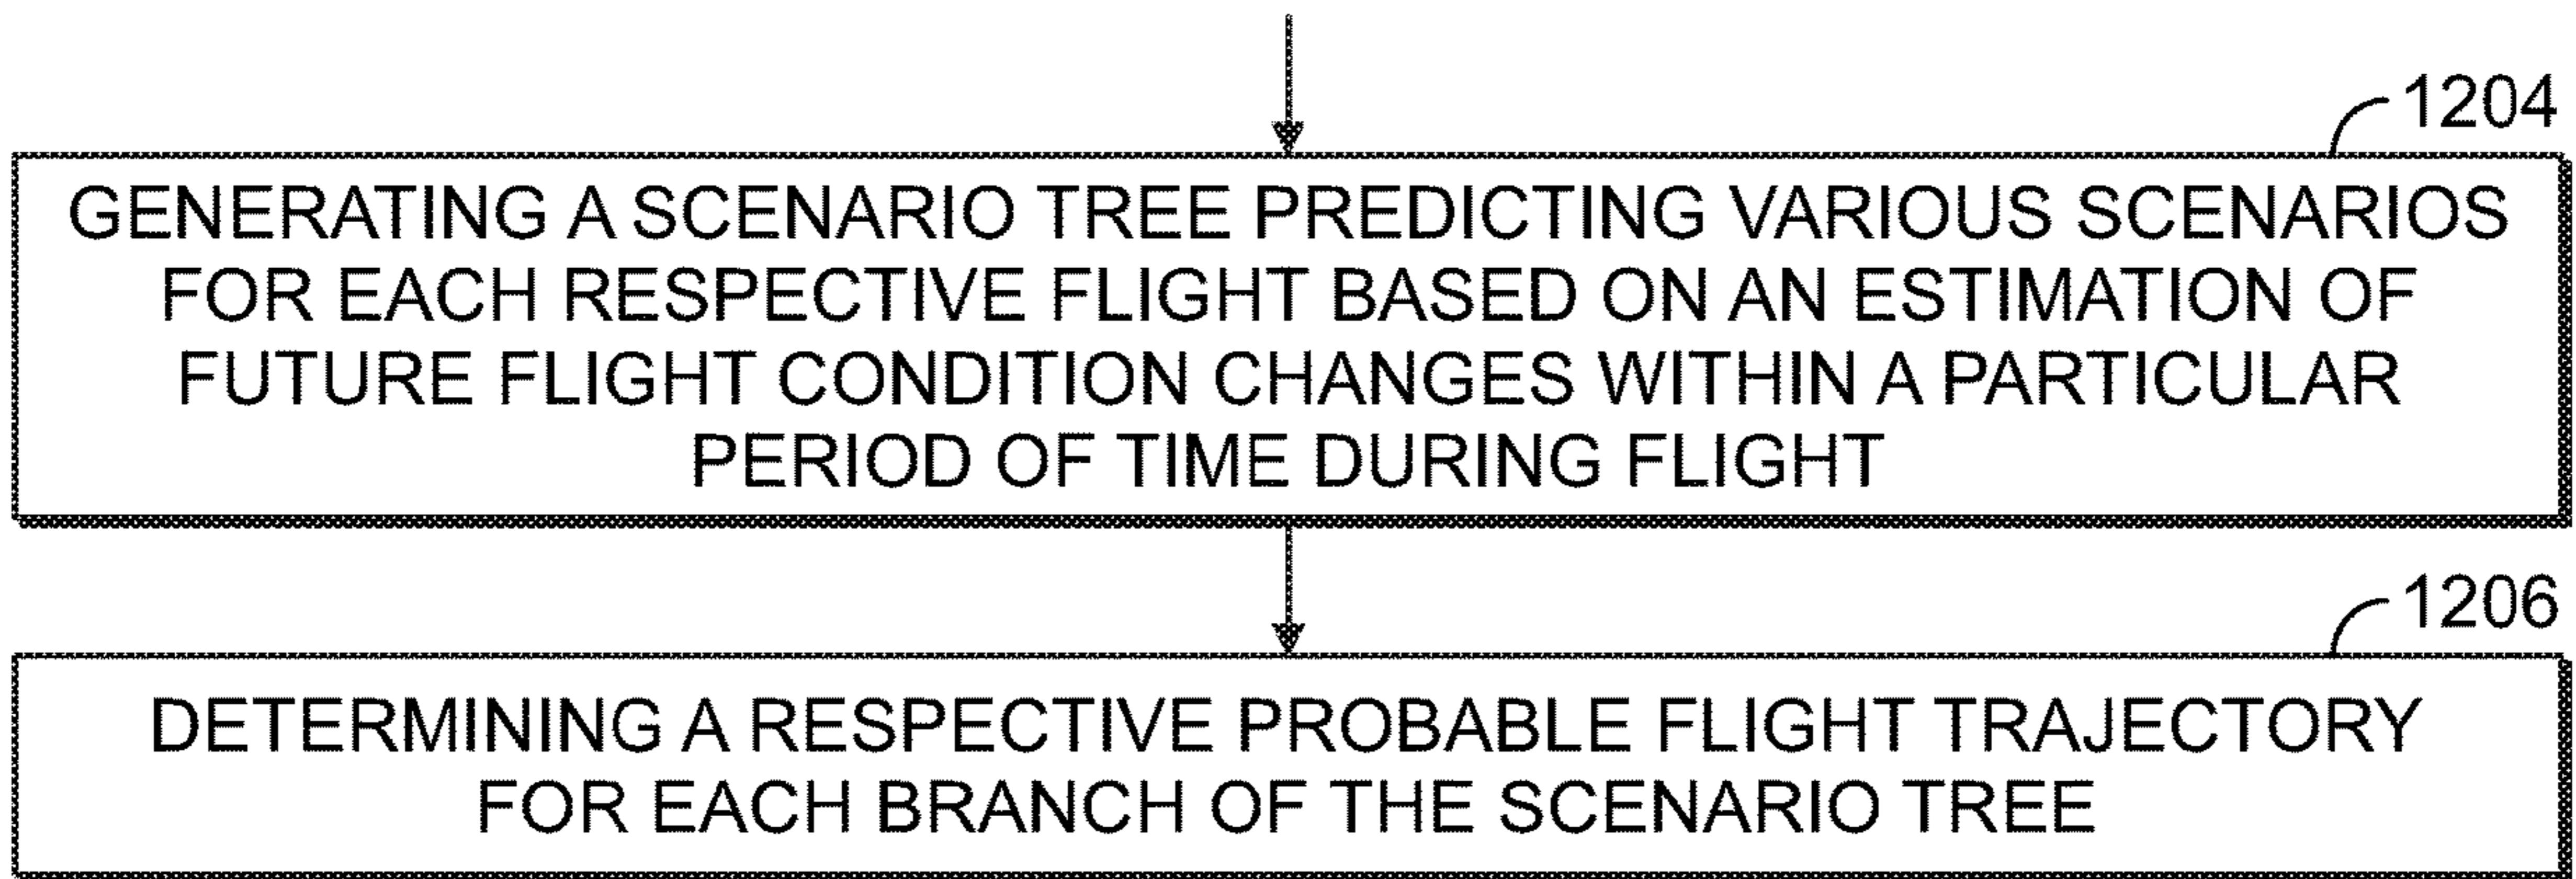 1204
GENERATING A SCENARIO TREE PREDICTING VARIOUS SCENARIOS
FOR EACH RESPECTIVE FLIGHT BASED ON AN ESTIMATION OF
FUTURE FLIGHT CONDITION CHANGES WITHIN A PARTICULAR
PERIOD OF TIME DURING FLIGHT
1206
DETERMINING A RESPECTIVE PROBABLE FLIGHT TRAJECTORY
FOR EACH BRANCH OF THE SCENARIO TREE